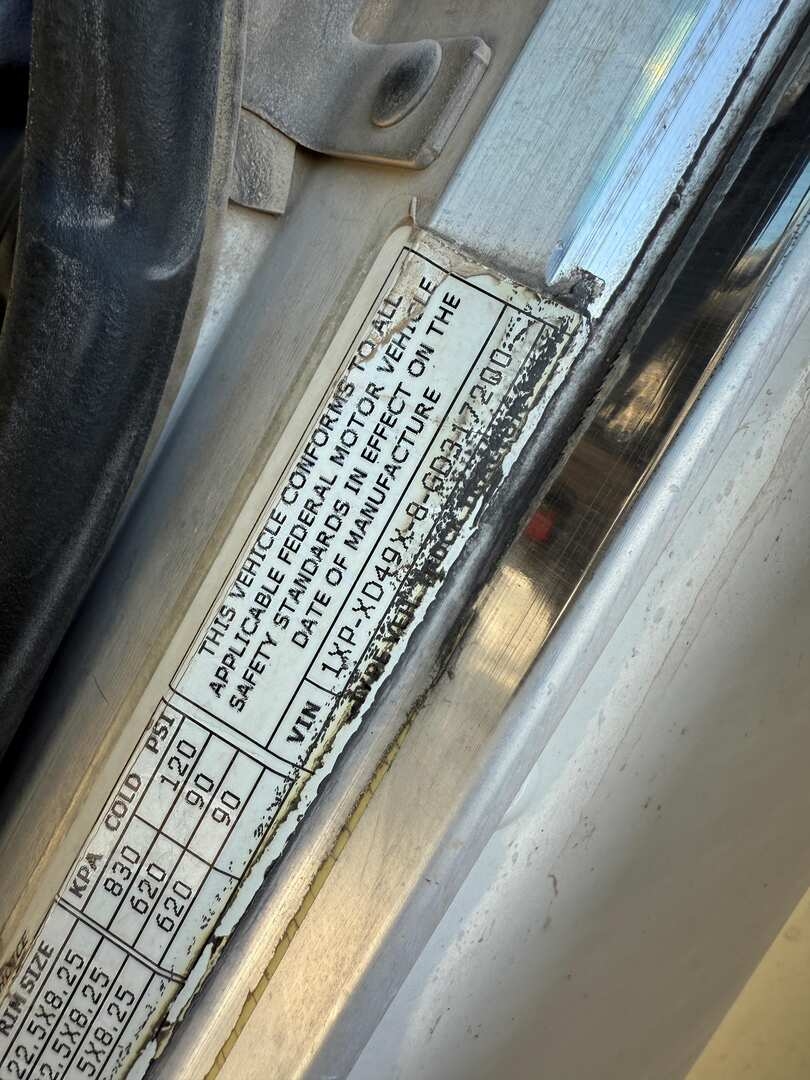 THIS VEHICLE CONFORMS TO ALL
APPLICABLE FEDERAL MOTOR VEHICLE
SAFETY STANDARDS IN EFFECT ON THE
DATE OF MANUFACTURE
VIN 1XP-XD49X-8-6D317200
KPA COLD PSI
830 120
620 90
620 90
RIM SIZE
22.5X8.25
2.5X8.25
5X8.25